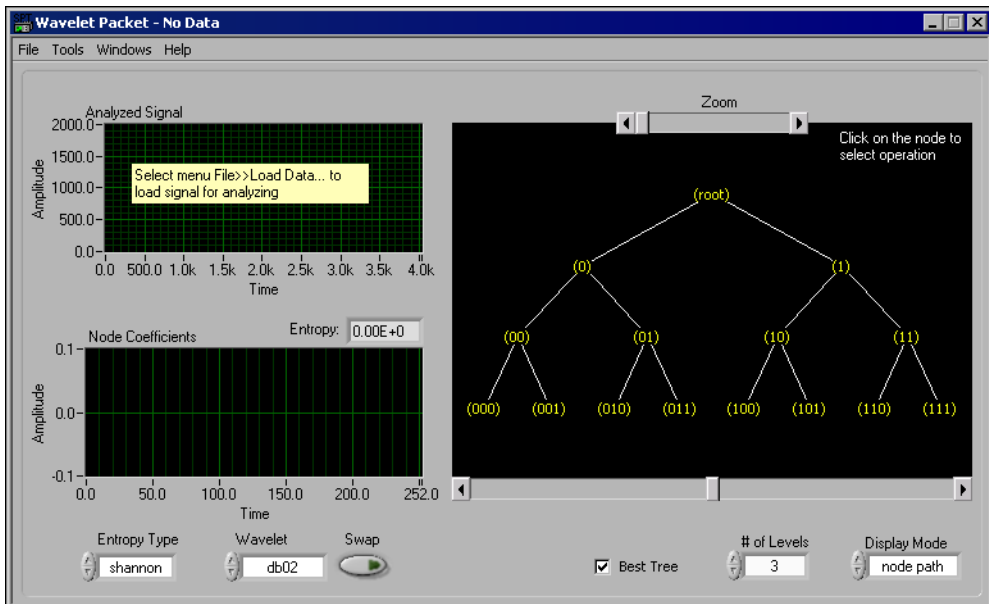 Wavelet Packet - No Data
File Tools Windows Help
Analyzed Signal
2000.0
1500.0
1000.0
500.0
0.0
Amplitude
Select menu File>>Load Data... to
load signal for analyzing
0.0 500.0 1.0k 1.5k 2.0k 2.5k 3.0k 3.5k 4.0k
Time
Node Coefficients
Entropy: 0.00E+0
0.1
0.0
-0.1
Amplitude
0.0 50.0 100.0 150.0 200.0 252.0
Time
Entropy Type
shannon
Wavelet
db02
Swap
Zoom
Click on the node to
select operation
(root)
(0) (1)
(00) (01) (10) (11)
(000) (001) (010) (011) (100) (101) (110) (111)
Best Tree
# of Levels
3
Display Mode
node path